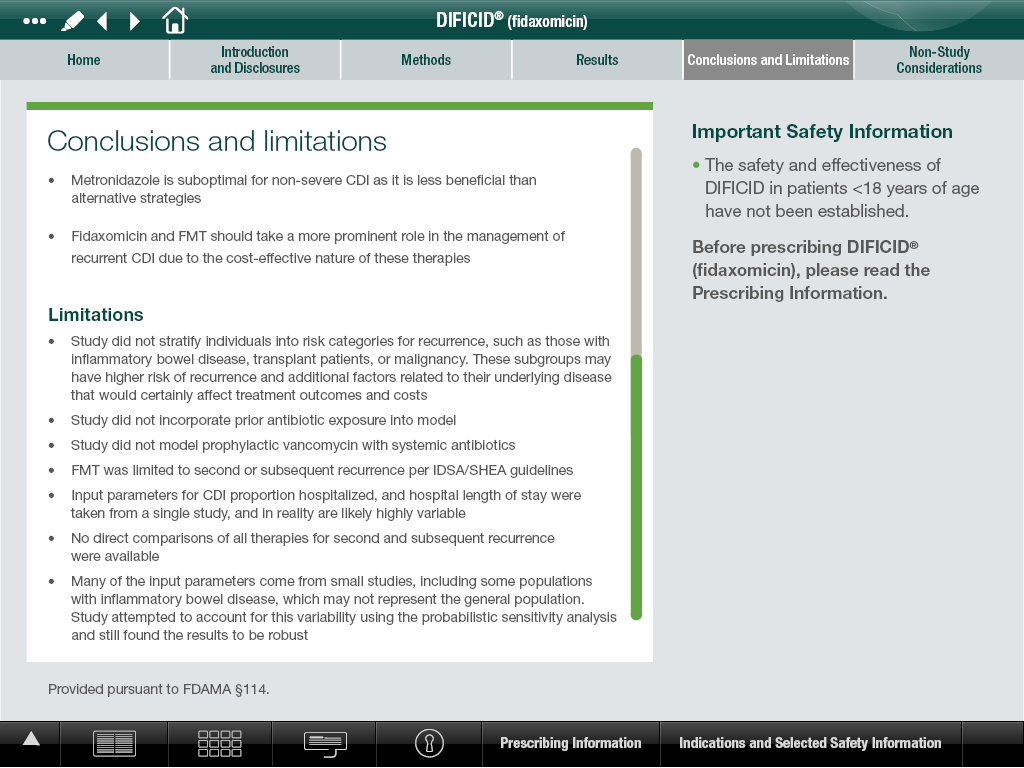 DIFICID® (fidaxomicin)
Home
Introduction
and Disclosures
Methods
Results
Conclusions and Limitations
Non-Study
Considerations
Conclusions and limitations
• Metronidazole is suboptimal for non-severe CDI as it is less beneficial than
alternative strategies
• Fidaxomicin and FMT should take a more prominent role in the management of
recurrent CDI due to the cost-effective nature of these therapies
Limitations
• Study did not stratify individuals into risk categories for recurrence, such as those with
inflammatory bowel disease, transplant patients, or malignancy. These subgroups may
have higher risk of recurrence and additional factors related to their underlying disease
that would certainly affect treatment outcomes and costs
• Study did not incorporate prior antibiotic exposure into model
• Study did not model prophylactic vancomycin with systemic antibiotics
• FMT was limited to second or subsequent recurrence per IDSA/SHEA guidelines
• Input parameters for CDI proportion hospitalized, and hospital length of stay were
taken from a single study, and in reality are likely highly variable
• No direct comparisons of all therapies for second and subsequent recurrence
were available
• Many of the input parameters come from small studies, including some populations
with inflammatory bowel disease, which may not represent the general population.
Study attempted to account for this variability using the probabilistic sensitivity analysis
and still found the results to be robust
Important Safety Information
• The safety and effectiveness of
DIFICID in patients <18 years of age
have not been established.
Before prescribing DIFICID®
(fidaxomicin), please read the
Prescribing Information.
Provided pursuant to FDAMA §114.
Prescribing Information
Indications and Selected Safety Information